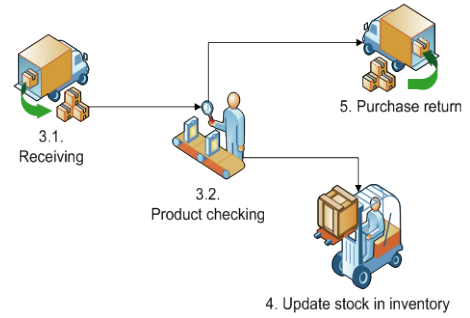 3.1.
Receiving
3.2.
Product checking
5. Purchase return
4. Update stock in inventory